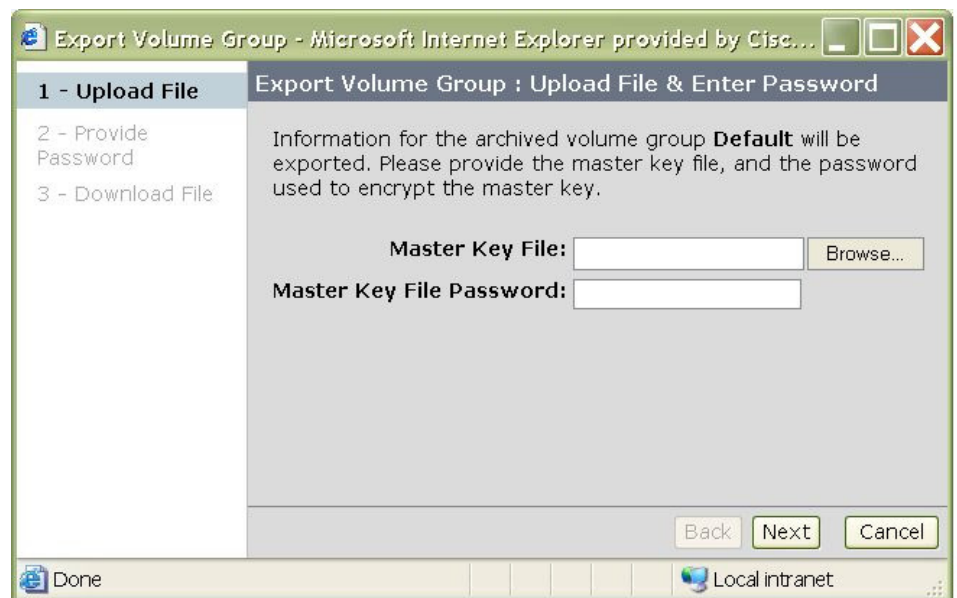 Export Volume Group - Microsoft Internet Explorer provided by Cisc...
1 - Upload File
2 - Provide
Password
3 - Download File
Export Volume Group : Upload File & Enter Password
Information for the archived volume group Default will be
exported. Please provide the master key file, and the password
used to encrypt the master key.
Master Key File:
Browse...
Master Key File Password:
Back
Next
Cancel
Done
Local intranet